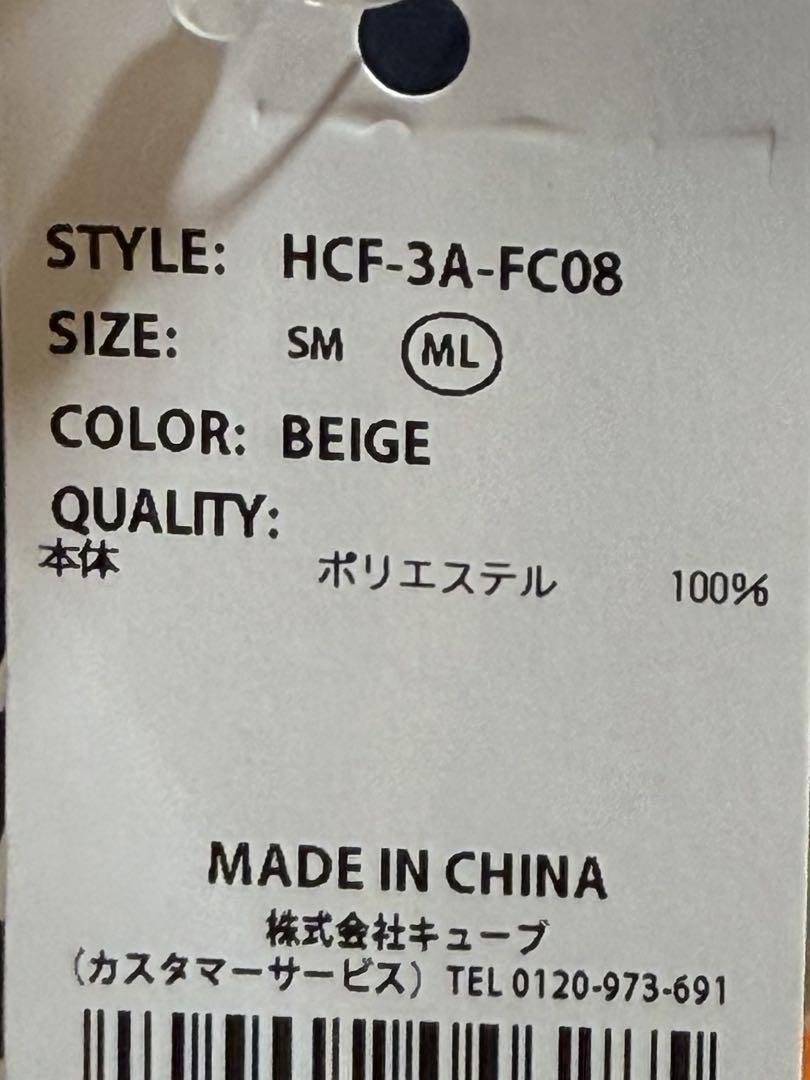 STYLE: HCF-3A-FC08
SIZE: SM ML
COLOR: BEIGE
QUALITY:
本体 ポリエステル 100%
MADE IN CHINA
株式会社キューブ
(カスタマーサービス) TEL 0120-973-691